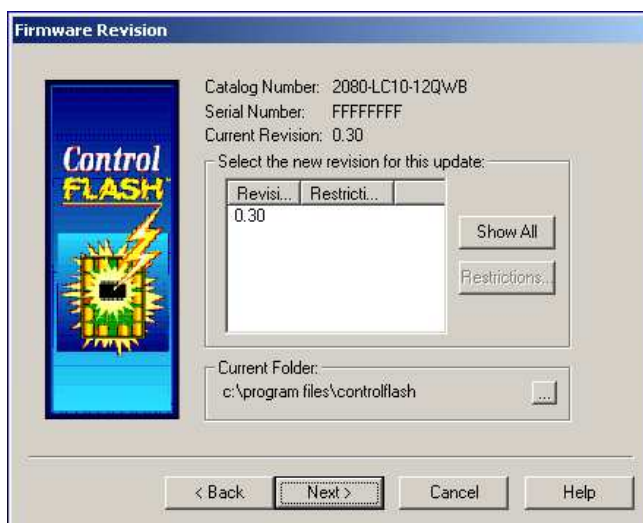 Firmware Revision
Catalog Number: 2080-LC10-12QWB
Serial Number: FFFFFFFF
Current Revision: 0.30
Control
FLASH™
Select the new revision for this update:
Revisi... Restricti...
0.30
Show All
Restrictions...
Current Folder:
c:\program files\controlflash
...
< Back Next > Cancel Help